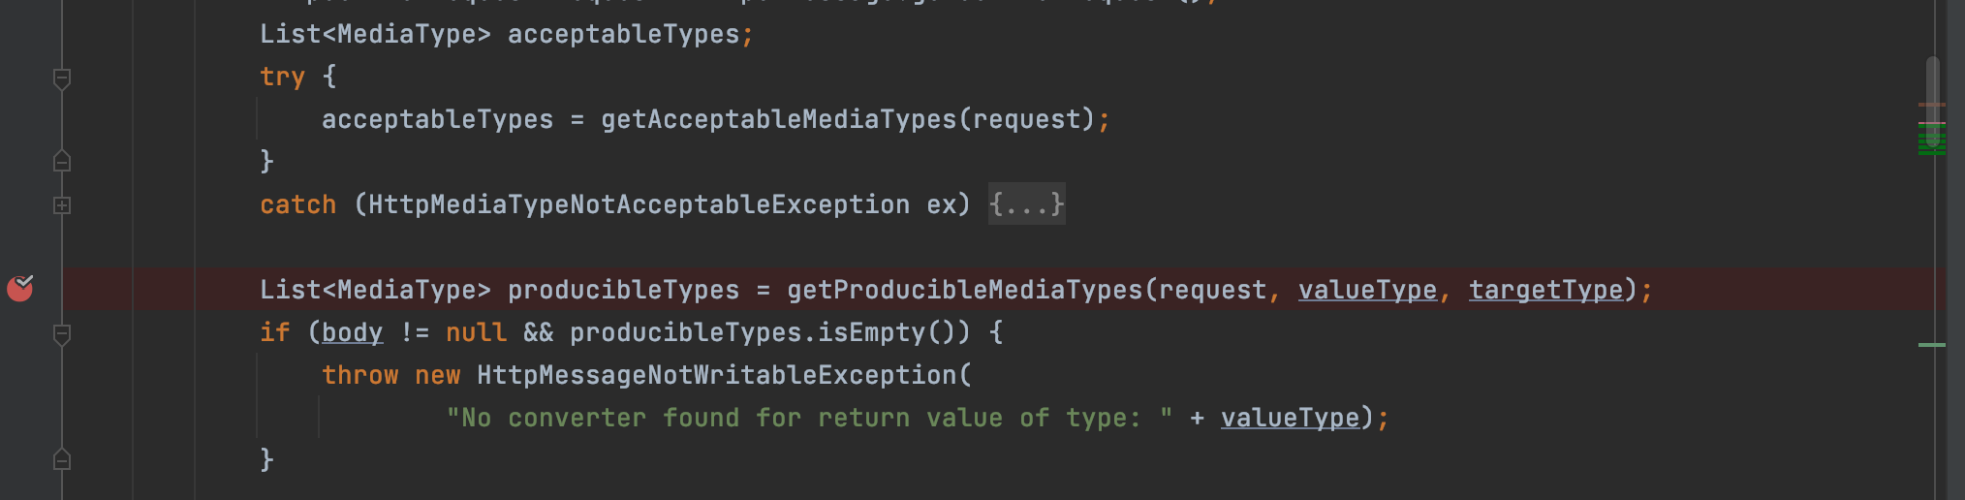 List<MediaType> acceptableTypes;
try {
acceptableTypes = getAcceptableMediaTypes(request);
}
catch (HttpMediaTypeNotAcceptableException ex) {...}
List<MediaType> producibleTypes = getProducibleMediaTypes(request, valueType, targetType);
if (body != null && producibleTypes.isEmpty()) {
throw new HttpMessageNotWritableException(
"No converter found for return value of type: " + valueType);
}